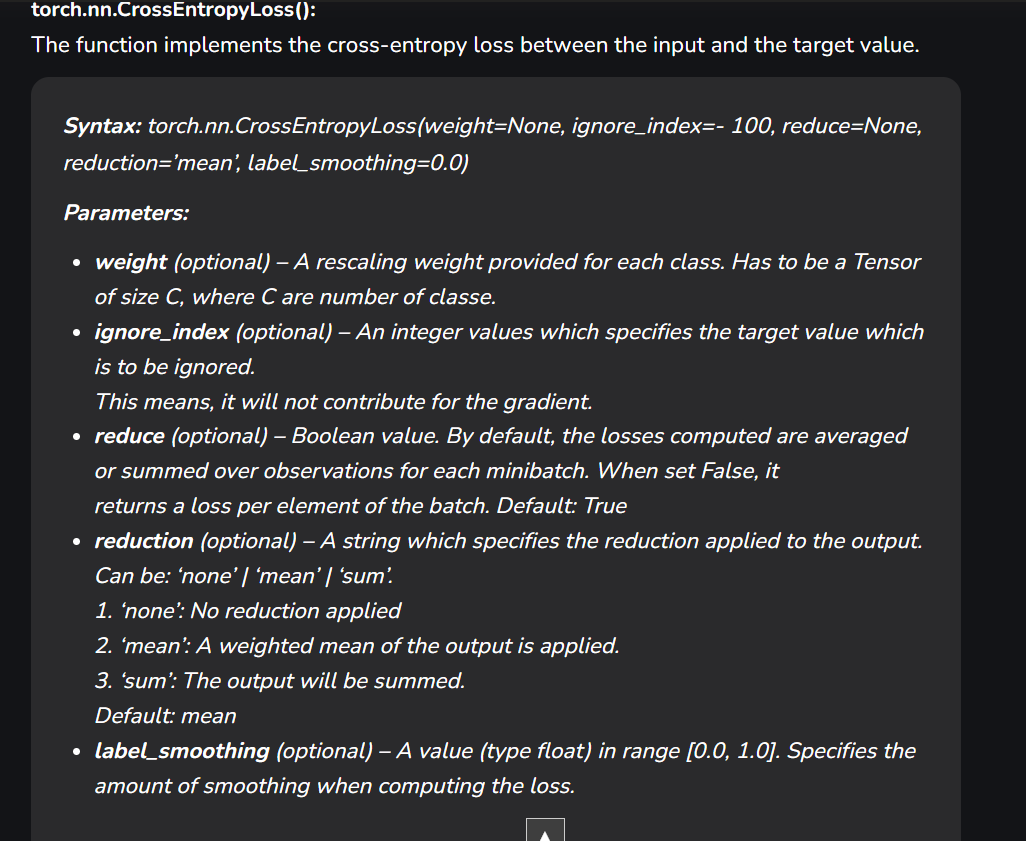 torch.nn.CrossEntropyLoss():
The function implements the cross-entropy loss between the input and the target value.
Syntax: torch.nn.CrossEntropyLoss(weight=None, ignore_index=- 100, reduce=None,
reduction=’mean’, label_smoothing=0.0)
Parameters:
• weight (optional) – A rescaling weight provided for each class. Has to be a Tensor
of size C, where C are number of classe.
• ignore_index (optional) – An integer values which specifies the target value which
is to be ignored.
This means, it will not contribute for the gradient.
• reduce (optional) – Boolean value. By default, the losses computed are averaged
or summed over observations for each minibatch. When set False, it
returns a loss per element of the batch. Default: True
• reduction (optional) – A string which specifies the reduction applied to the output.
Can be: ‘none’ | ‘mean’ | ‘sum’.
1. ‘none’: No reduction applied
2. ‘mean’: A weighted mean of the output is applied.
3. ‘sum’: The output will be summed.
Default: mean
• label_smoothing (optional) – A value (type float) in range [0.0, 1.0]. Specifies the
amount of smoothing when computing the loss.